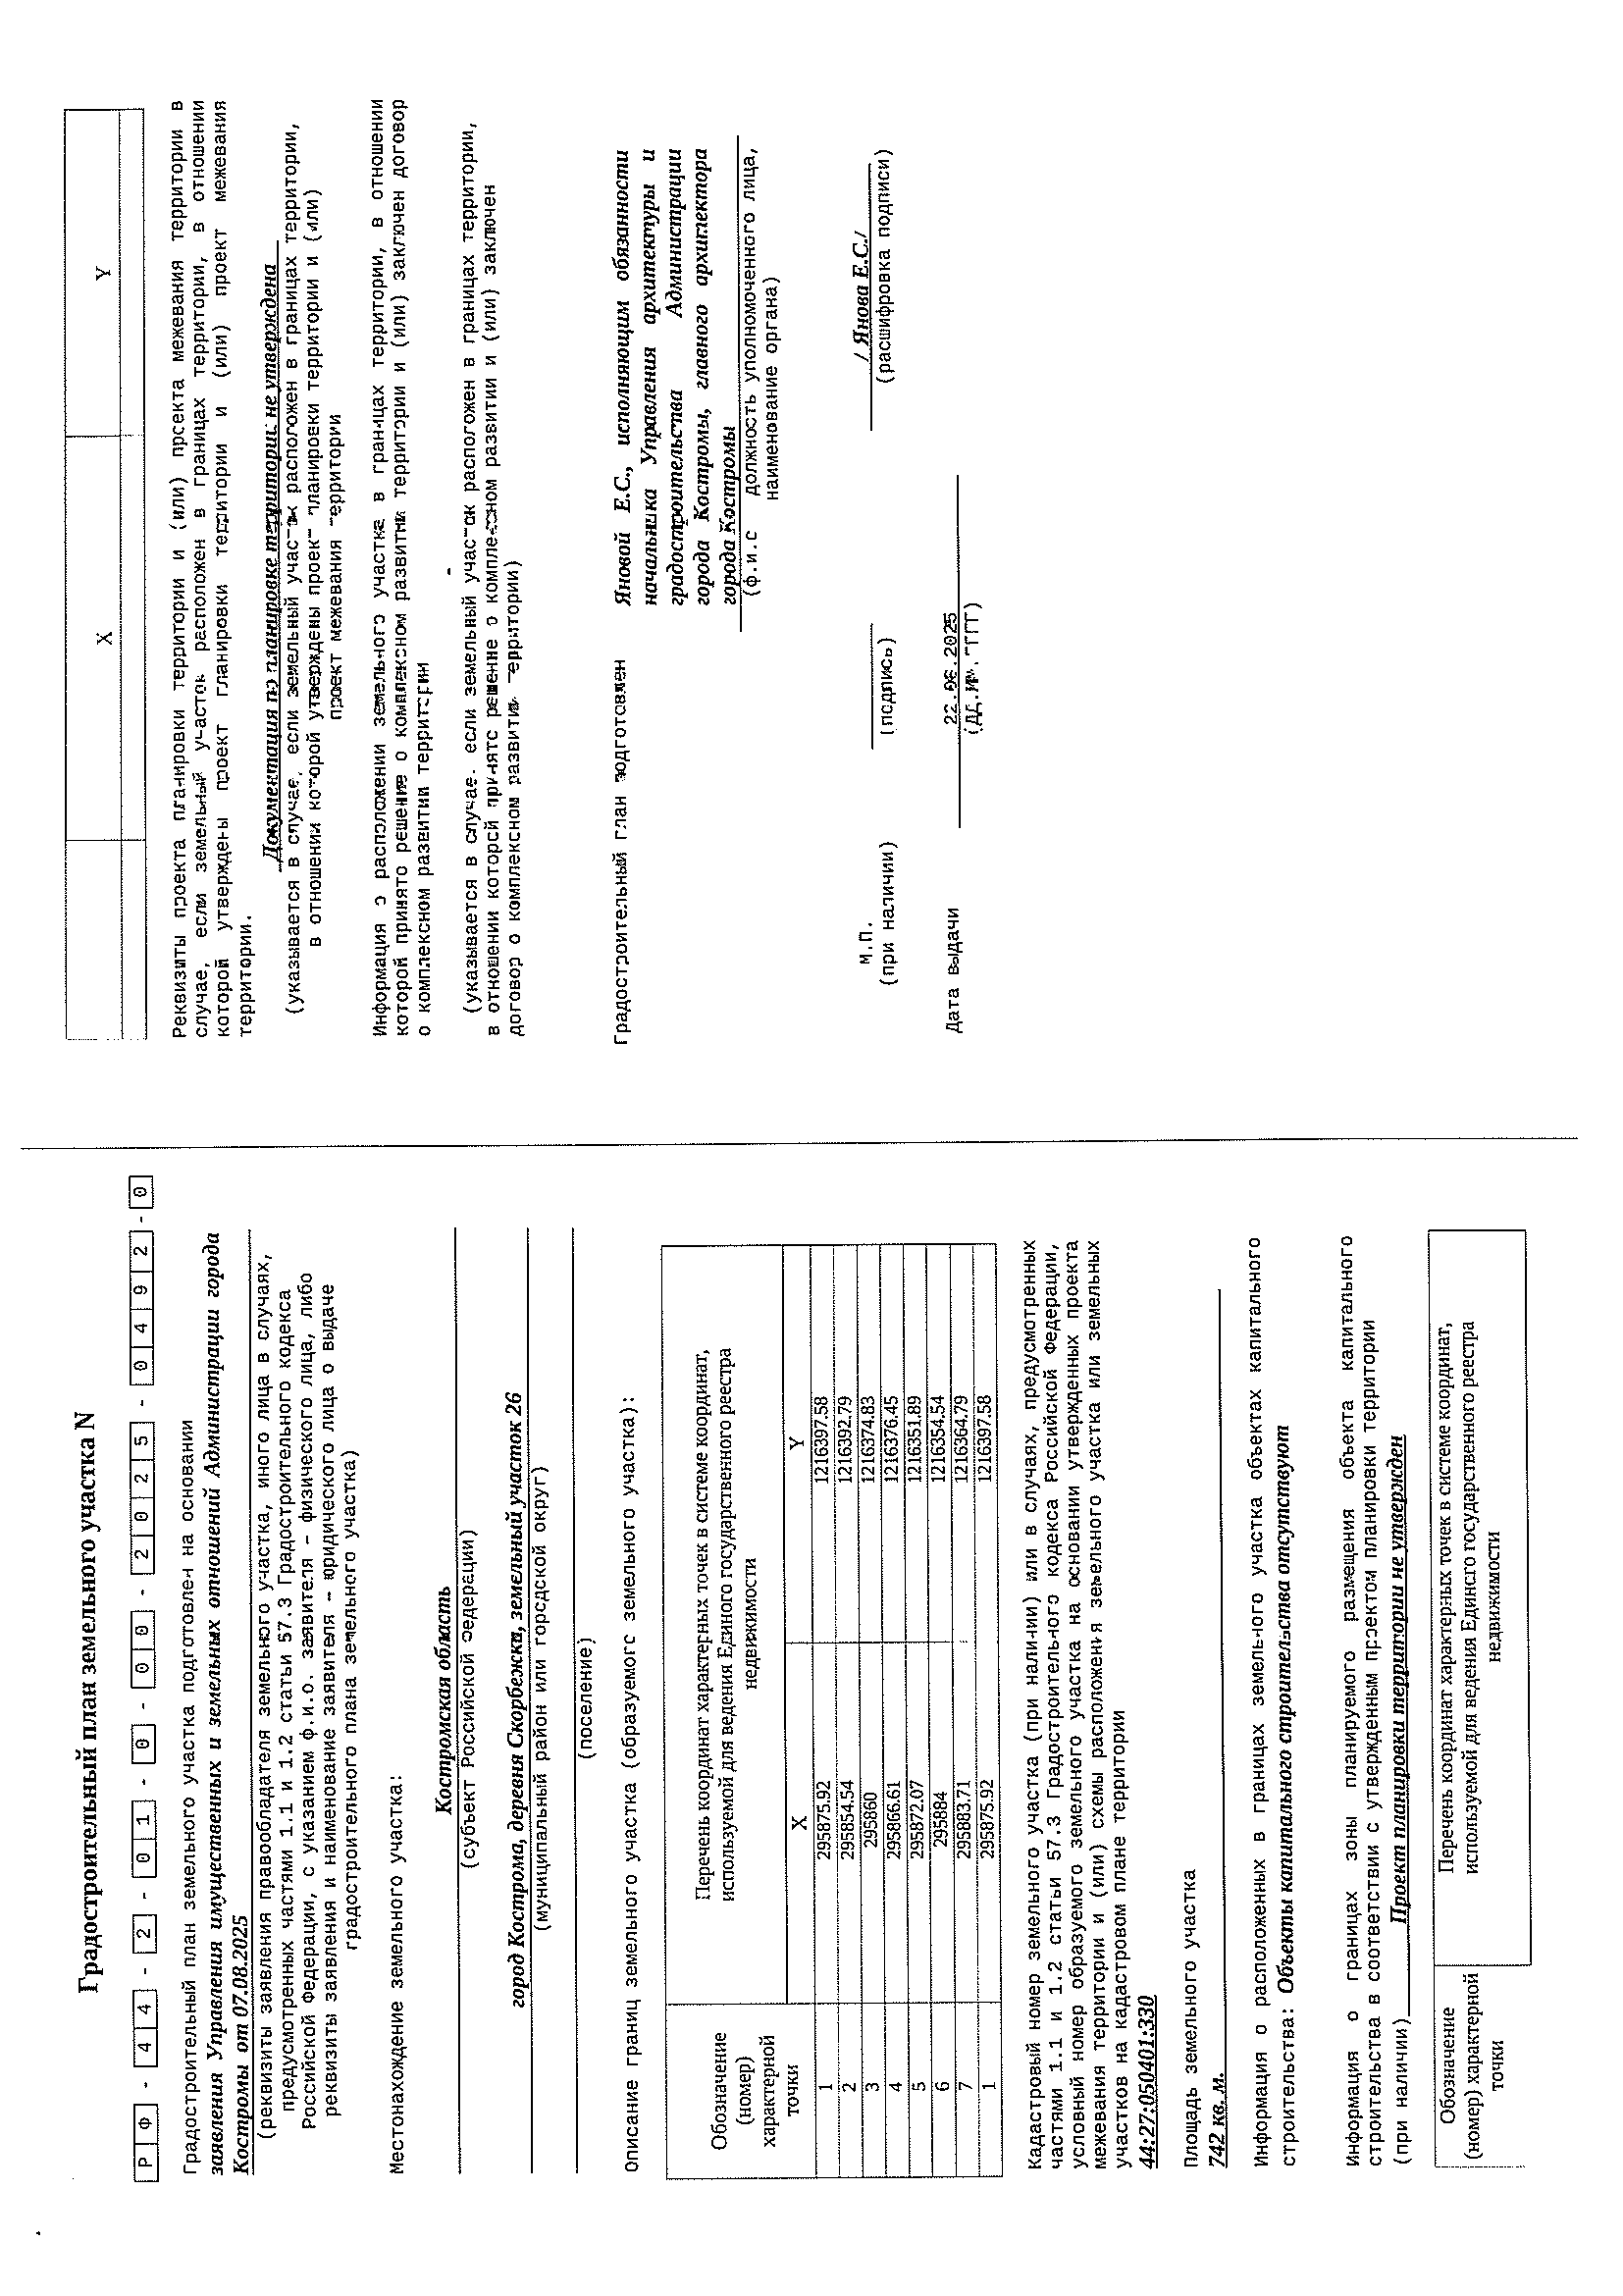 Градостроительный план земельного участка N
Р Ф - 4 4 - 2 - 0 1 - 0 - 0 0 - 2 0 2 5 - 0 4 9 2 - 0
Градостроительный план земельного участка подготовлен на основании
заявления Управления имущественных и земельных отношений Администрации города
Костромы от 07.08.2025
(реквизиты заявления правообладателя земельного участка, иного лица в случаях,
предусмотренных частями 1.1 и 1.2 статьи 57.3 Градостроительного кодекса
Российской Федерации, с указанием ф.и.о. заявителя – физического лица, либо
реквизиты заявления и наименование заявителя – юридического лица о выдаче
градостроительного плана земельного участка)
Местонахождение земельного участка:
Костромская область
(субъект Российской Федерации)
город Кострома, деревня Скорбежки, земельный участок 26
(муниципальный район или городской округ)
(поселение)
Описание границ земельного участка (образуемого земельного участка):
Обозначение (номер) характерной точки
Перечень координат характерных точек в системе координат,
используемой для ведения Единого государственного реестра
недвижимости
X Y
1 295875.92 1216397.58
2 295854.54 1216392.79
3 295860 1216374.83
4 295866.61 1216376.45
5 295872.07 1216351.89
6 295884 1216354.54
7 295883.71 1216364.79
1 295875.92 1216397.58
Кадастровый номер земельного участка (при наличии) или в случаях, предусмотренных
частями 1.1 и 1.2 статьи 57.3 Градостроительного кодекса Российской Федерации,
условный номер образуемого земельного участка на основании утвержденных проекта
межевания территории и (или) схемы расположения земельного участка или земельных
участков на кадастровом плане территории
44:27:050401:330
Площадь земельного участка
742 кв. м.
Информация о расположенных в границах земельного участка объектах капитального
строительства: Объекты капитального строительства отсутствуют
Информация о границах зоны планируемого размещения объекта капитального
строительства в соответствии с утвержденным проектом планировки территории
(при наличии) Проект планировки территории не утвержден
Обозначение (номер) характерной точки
Перечень координат характерных точек в системе координат,
используемой для ведения Единого государственного реестра
недвижимости
X Y
Реквизиты проекта планировки территории и (или) проекта межевания территории в
случае, если земельный участок расположен в границах территории, в отношении
которой утверждены проект планировки территории и (или) проект межевания
территории.
Документация по планировке территории не утверждена
(указывается в случае, если земельный участок расположен в границах территории,
в отношении которой утверждены проект планировки территории и (или)
проект межевания территории
Информация о расположении земельного участка в границах территории, в отношении
которой принято решение о комплексном развитии территории и (или) заключен договор
о комплексном развитии территории
(указывается в случае. если земельный участок расположен в границах территории,
в отношении которой принято решение о комплексном развитии и (или) заключен
договор о комплексном развитии территории)
Градостроительный план подготовлен
Яновой Е.С., исполняющим обязанности
начальника Управления архитектуры и
градостроительства Администрации
города Костромы, главного архитектора
города Костромы
(ф.и.о должность уполномоченного лица,
наименование органа)
М.П.
(при наличии)
(подпись)
/ Янова Е.С./
(расшифровка подписи)
Дата выдачи
(ДД.ММ.ГГГГ)